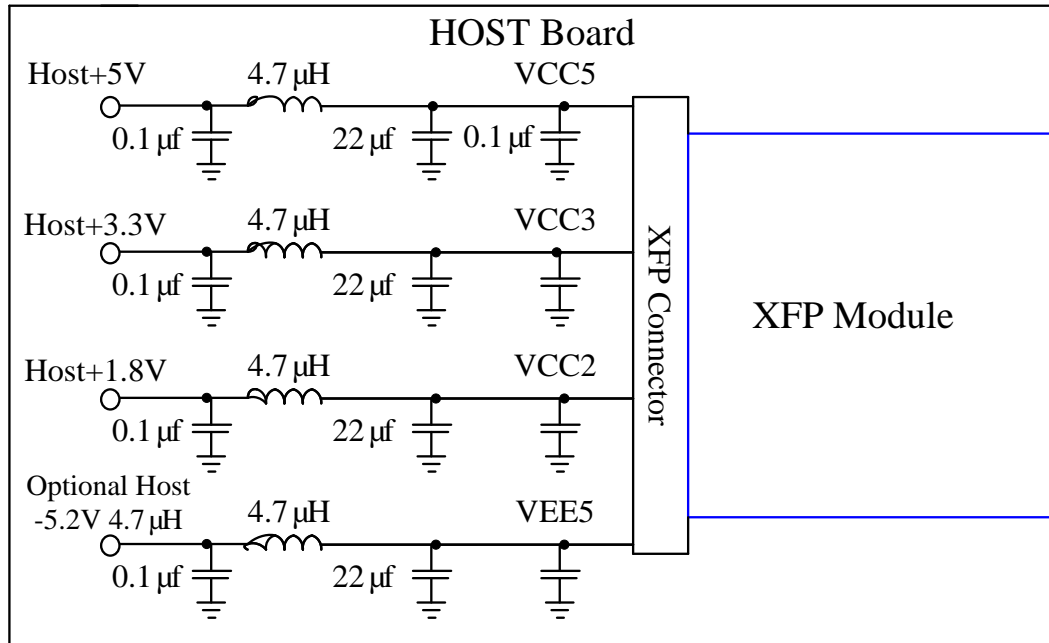 HOST Board
Host+5V
4.7 µH
VCC5
0.1 µf
22 µf
0.1 µf
Host+3.3V
4.7 µH
VCC3
0.1 µf
22 µf
XFP Connector
XFP Module
Host+1.8V
4.7 µH
VCC2
0.1 µf
22 µf
Optional Host
-5.2V 4.7 µH
4.7 µH
VEE5
0.1 µf
22 µf